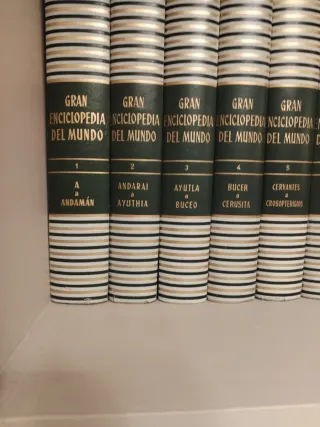 GRAN
ENCICLOPEDIA
DEL MUNDO
1
A
a
ANDAMÁN
GRAN
ENCICLOPEDIA
DEL MUNDO
2
ANDARAI
a
AYUTHIA
GRAN
ENCICLOPEDIA
DEL MUNDO
3
AYUTLA
a
BUCEO
GRAN
ENCICLOPEDIA
DEL MUNDO
4
BUCER
a
CERUSITA
GRAN
ENCICLOPEDIA
DEL MUNDO
5
CERVANTES
a
CROSOPTERIGIOS